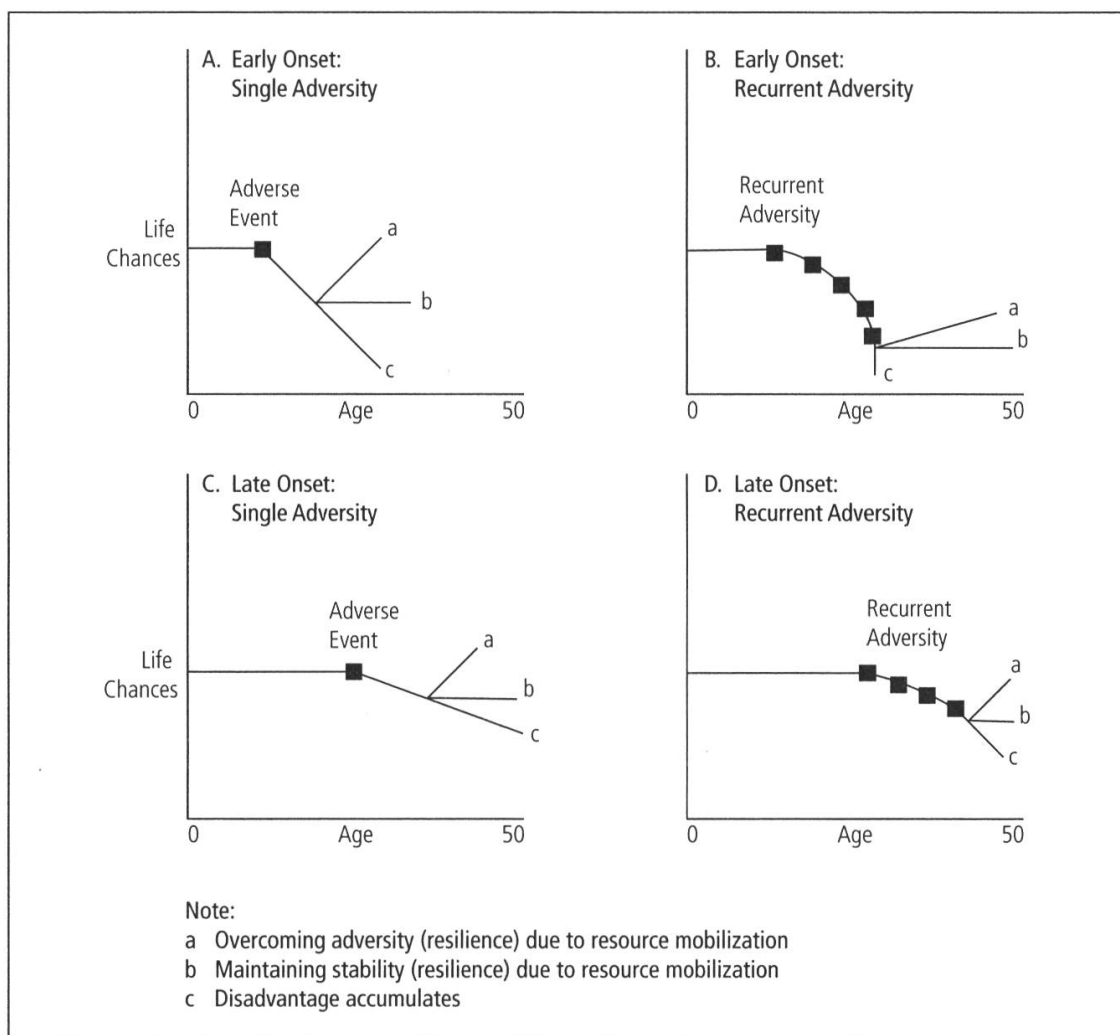 A. Early Onset:
Single Adversity
Adverse
Event
Life
Chances
a
b
c
0 Age 50
B. Early Onset:
Recurrent Adversity
Recurrent
Adversity
a
b
c
0 Age 50
C. Late Onset:
Single Adversity
Adverse
Event
Life
Chances
a
b
c
0 Age 50
D. Late Onset:
Recurrent Adversity
Recurrent
Adversity
a
b
c
0 Age 50
Note:
a Overcoming adversity (resilience) due to resource mobilization
b Maintaining stability (resilience) due to resource mobilization
c Disadvantage accumulates